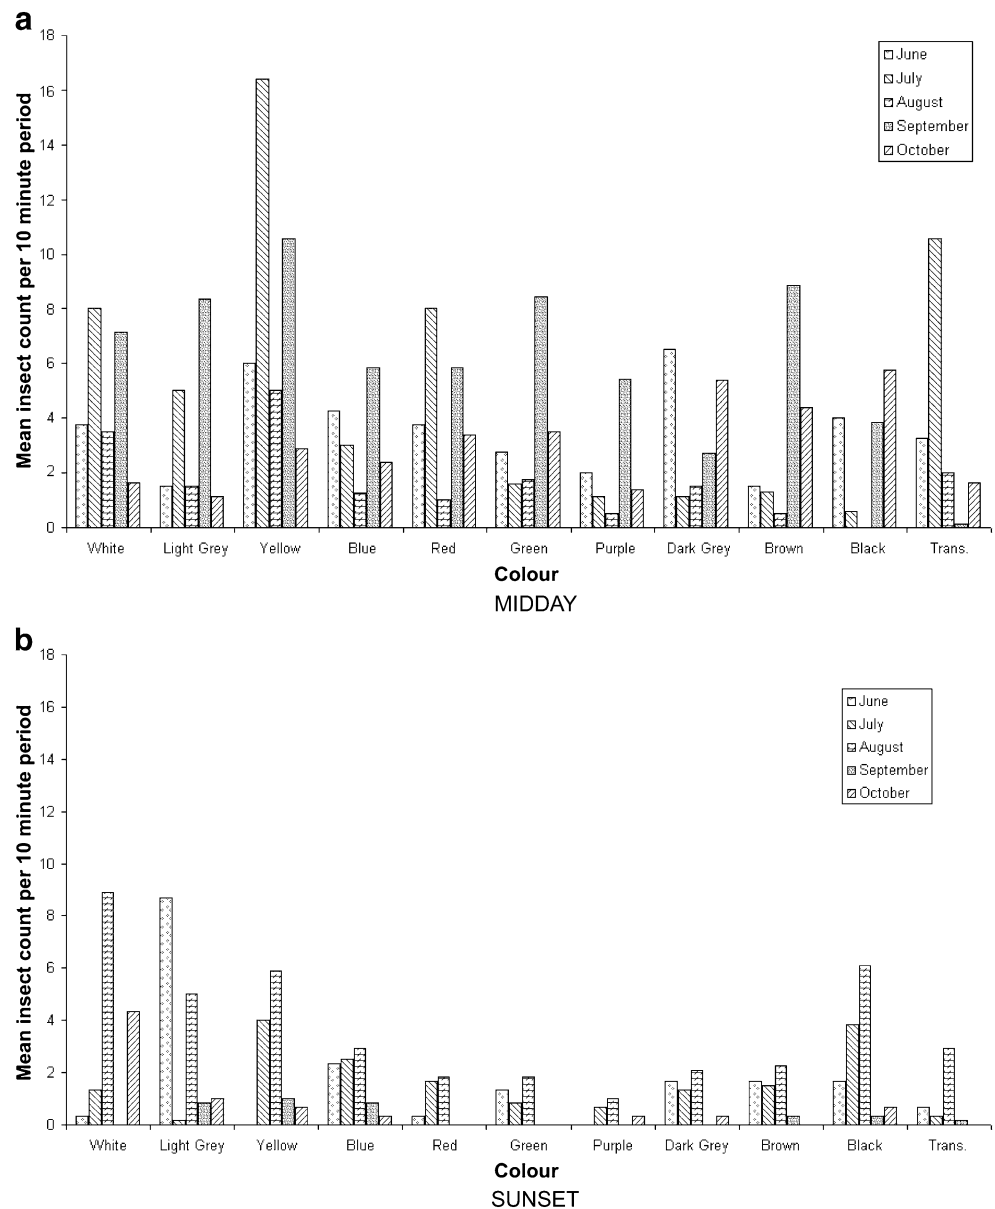 a
Mean insect count per 10 minute period
18
16
14
12
10
8
6
4
2
0
June
July
August
September
October
White Light Grey Yellow Blue Red Green Purple Dark Grey Brown Black Trans.
Colour
MIDDAY
b
Mean insect count per 10 minute period
18
16
14
12
10
8
6
4
2
0
June
July
August
September
October
White Light Grey Yellow Blue Red Green Purple Dark Grey Brown Black Trans.
Colour
SUNSET